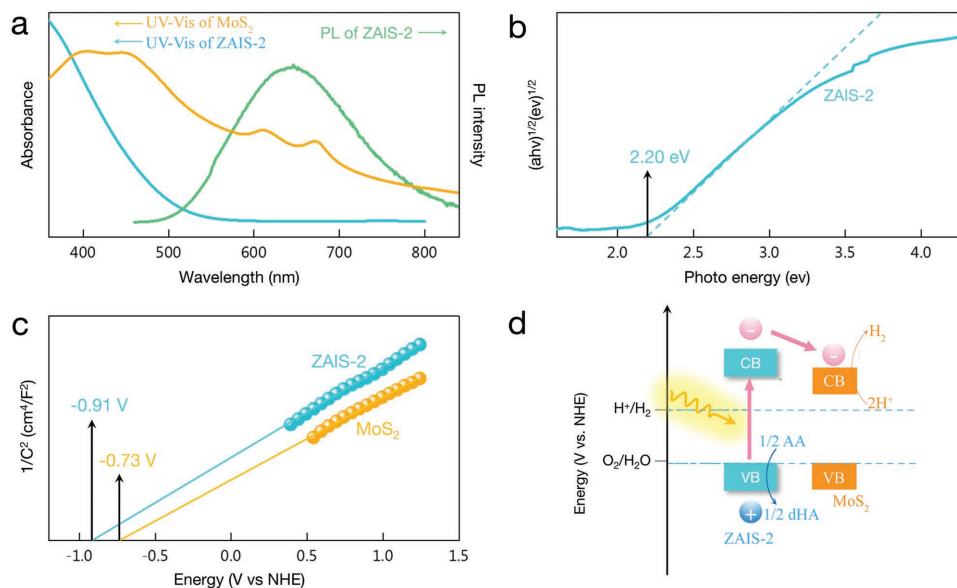 a
UV-Vis of MoS₂
UV-Vis of ZAIS-2
PL of ZAIS-2
Absorbance
PL intensity
400 500 600 700 800
Wavelength (nm)
b
(ahv)^1/2(ev)^1/2
ZAIS-2
2.20 eV
2.0 2.5 3.0 3.5 4.0
Photo energy (ev)
c
1/C² (cm⁴/F²)
ZAIS-2
MoS₂
-0.91 V
-0.73 V
-1.0 -0.5 0.0 0.5 1.0 1.5
Energy (V vs NHE)
d
Energy (V vs. NHE)
H⁺/H₂
O₂/H₂O
CB
CB
H₂
2H⁺
1/2 AA
VB
VB
MoS₂
1/2 dHA
ZAIS-2